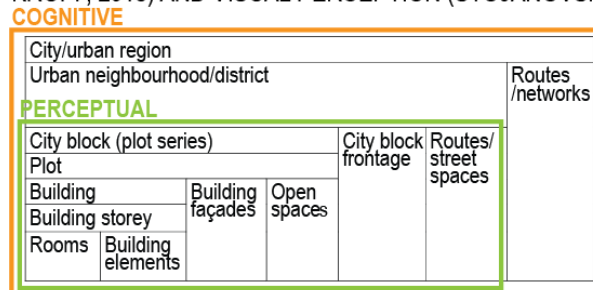 COGNITIVE
City/urban region
Urban neighbourhood/district
Routes
/networks
PERCEPTUAL
City block (plot series)
City block
frontage
Routes/
street
spaces
Plot
Building
Building
façades
Open
spaces
Building storey
Rooms
Building
elements